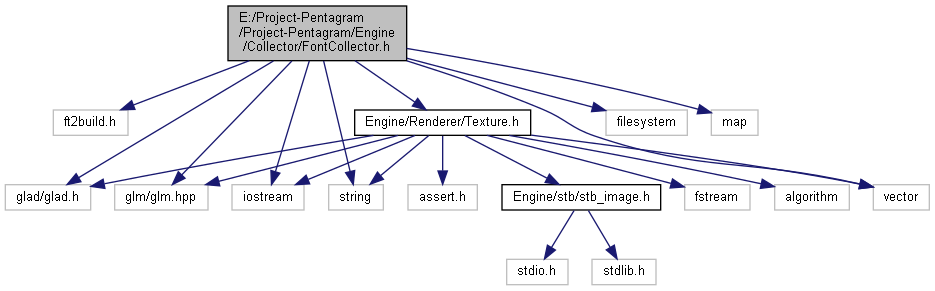 E:/Project-Pentagram
/Project-Pentagram/Engine
/Collector/FontCollector.h
ft2build.h
Engine/Renderer/Texture.h
filesystem
map
glad/glad.h
glm/glm.hpp
iostream
string
assert.h
Engine/stb/stb_image.h
fstream
algorithm
vector
stdio.h
stdlib.h